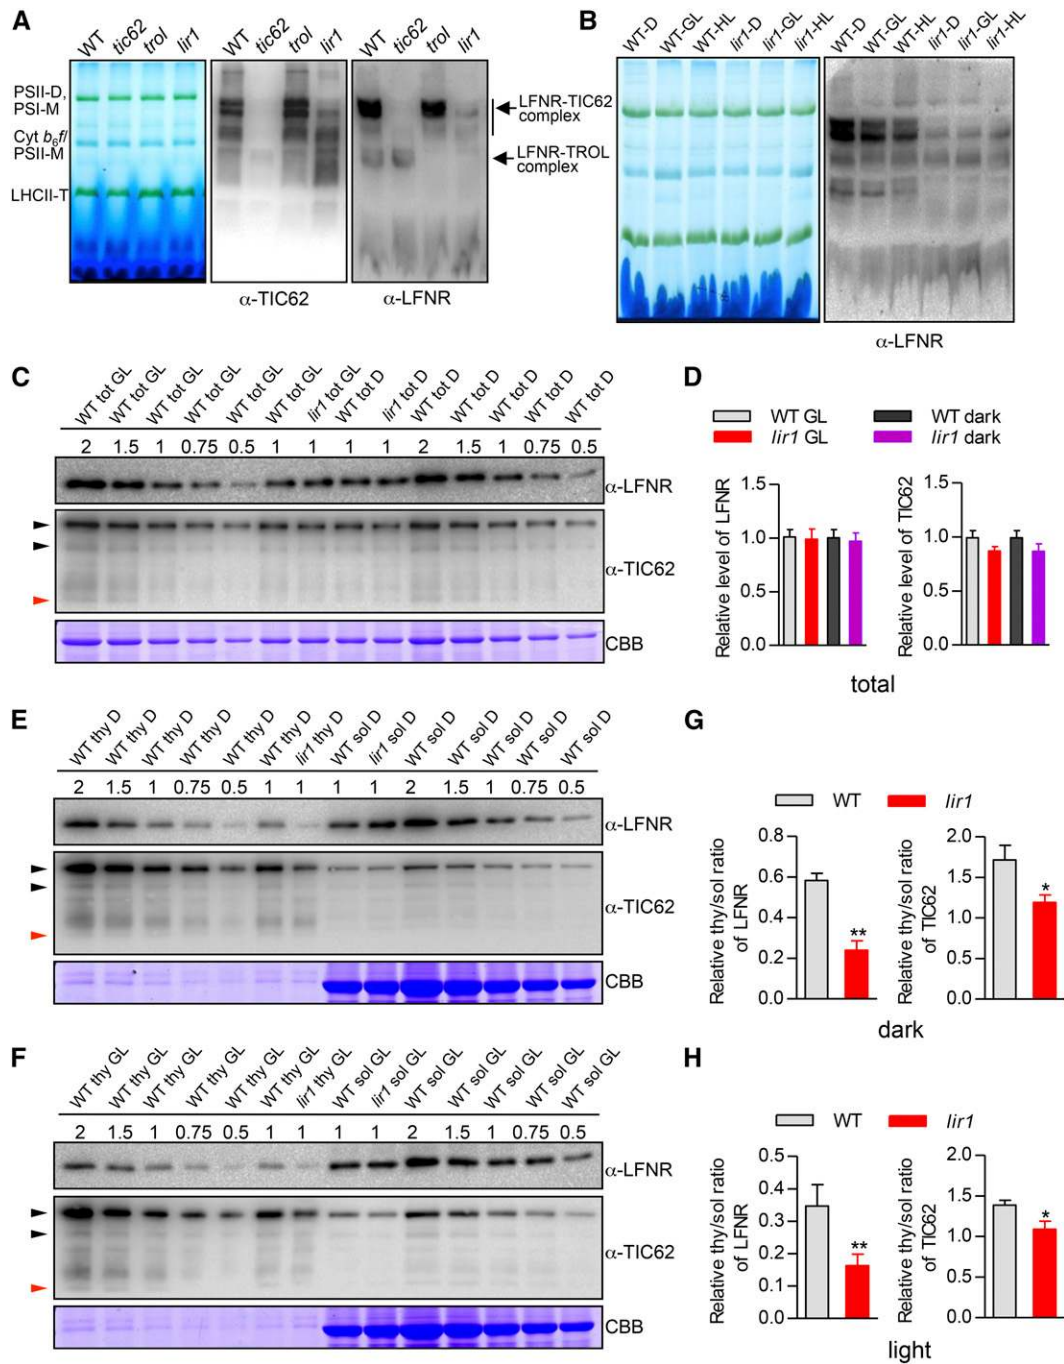 A
WT tic62 trol lir1 WT tic62 trol lir1 WT tic62 trol lir1
PSII-D,
PSI-M
Cyt b6f/
PSII-M
LHCII-T
LFNR-TIC62
complex
LFNR-TROL
complex
α-TIC62 α-LFNR
B
WT-D WT-GL WT-HL lir1-D lir1-GL lir1-HL WT-D WT-GL WT-HL lir1-D lir1-GL lir1-HL
α-LFNR
C
WT tot GL WT tot GL WT tot GL WT tot GL WT tot GL WT tot GL lir1 tot GL WT tot D lir1 tot D WT tot D WT tot D WT tot D WT tot D WT tot D
2 1.5 1 0.75 0.5 1 1 1 1 2 1.5 1 0.75 0.5
α-LFNR
α-TIC62
CBB
D
WT GL WT dark
lir1 GL lir1 dark
Relative level of LFNR
1.5
1.0
0.5
0.0
Relative level of TIC62
1.5
1.0
0.5
0.0
total
E
WT thy D WT thy D WT thy D WT thy D WT thy D WT thy D lir1 thy D WT sol D lir1 sol D WT sol D WT sol D WT sol D WT sol D WT sol D
2 1.5 1 0.75 0.5 1 1 1 1 2 1.5 1 0.75 0.5
α-LFNR
α-TIC62
CBB
G
WT lir1
Relative thy/sol ratio
of LFNR
0.8
0.6
0.4
0.2
0.0
**
Relative thy/sol ratio
of TIC62
2.0
1.5
1.0
0.5
0.0
*
dark
F
WT thy GL WT thy GL WT thy GL WT thy GL WT thy GL WT thy GL lir1 thy GL WT sol GL lir1 sol GL WT sol GL WT sol GL WT sol GL WT sol GL WT sol GL
2 1.5 1 0.75 0.5 1 1 1 1 2 1.5 1 0.75 0.5
α-LFNR
α-TIC62
CBB
H
WT lir1
Relative thy/sol ratio
of LFNR
0.5
0.4
0.3
0.2
0.1
0.0
**
Relative thy/sol ratio
of TIC62
2.0
1.5
1.0
0.5
0.0
*
light